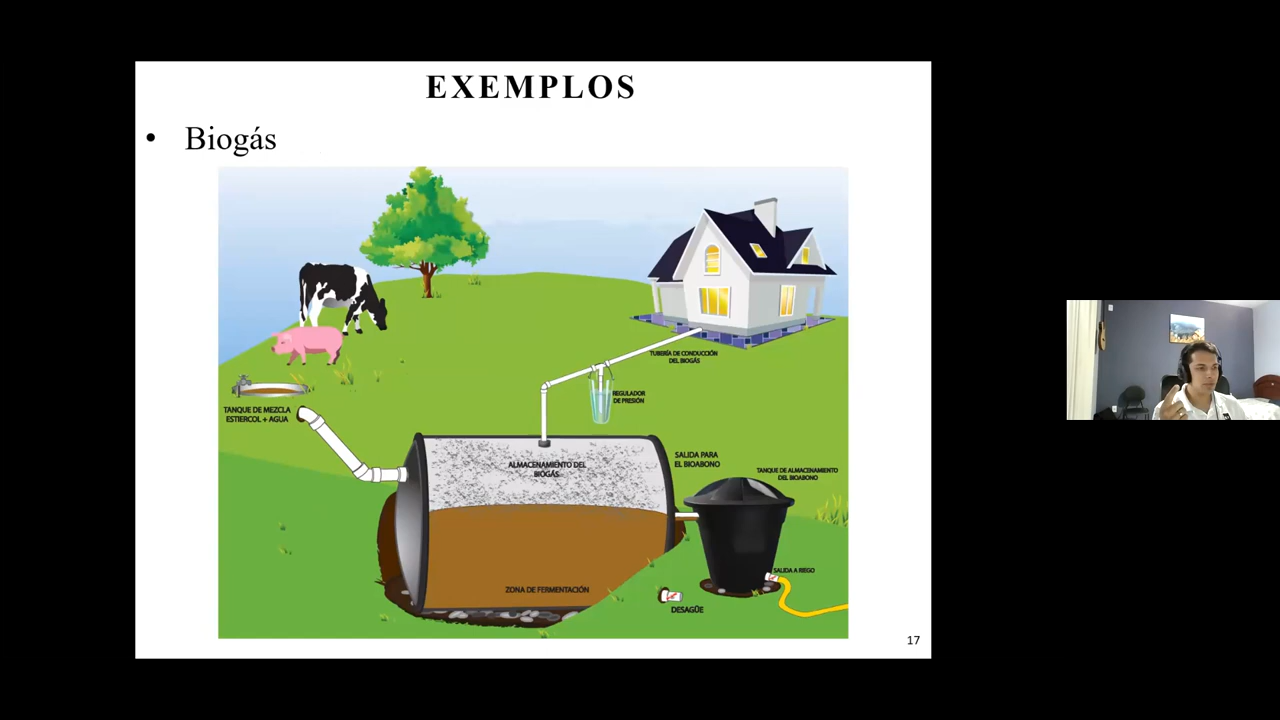 EXEMPLOS
• Biogás
TUBERÍA DE CONDUCCIÓN
DEL BIOGÁS
REGULADOR
DE PRESIÓN
TANQUE DE MEZCLA
ESTIERCOL + AGUA
ALMACENAMIENTO DEL
BIOGÁS
SALIDA PARA
EL BIOABONO
TANQUE DE ALMACENAMIENTO
DEL BIOABONO
SALIDA A RIEGO
ZONA DE FERMENTACIÓN
DESAGÜE
17